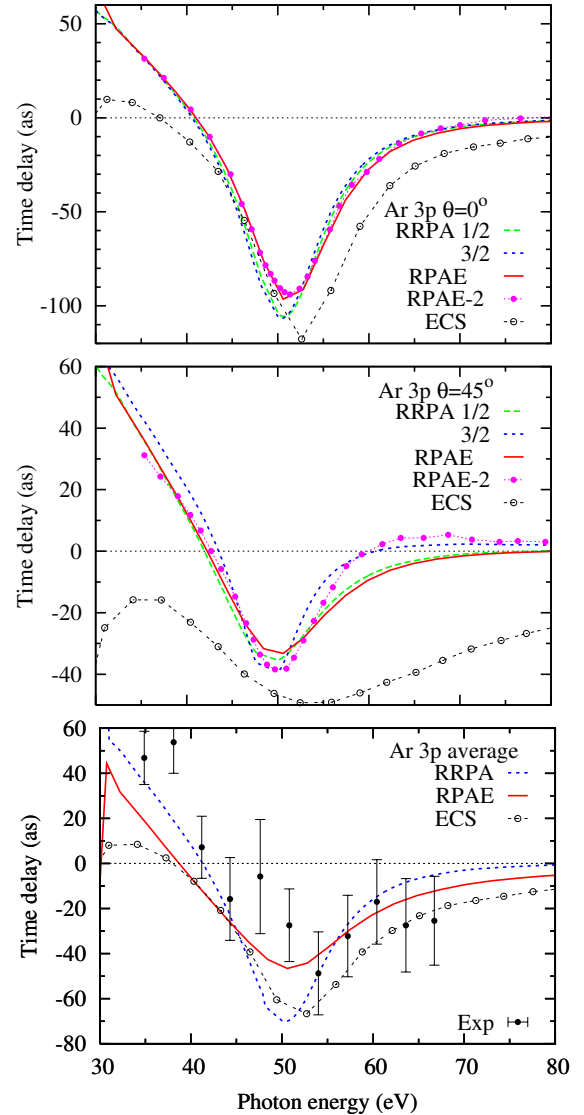 50
0
-50
-100
Time delay (as)
Ar 3p θ=0°
RRPA 1/2
3/2
RPAE
RPAE-2
ECS
60
40
20
0
-20
-40
Time delay (as)
Ar 3p θ=45°
RRPA 1/2
3/2
RPAE
RPAE-2
ECS
60
40
20
0
-20
-40
-60
-80
Time delay (as)
Ar 3p average
RRPA
RPAE
ECS
Exp
30 40 50 60 70 80
Photon energy (eV)